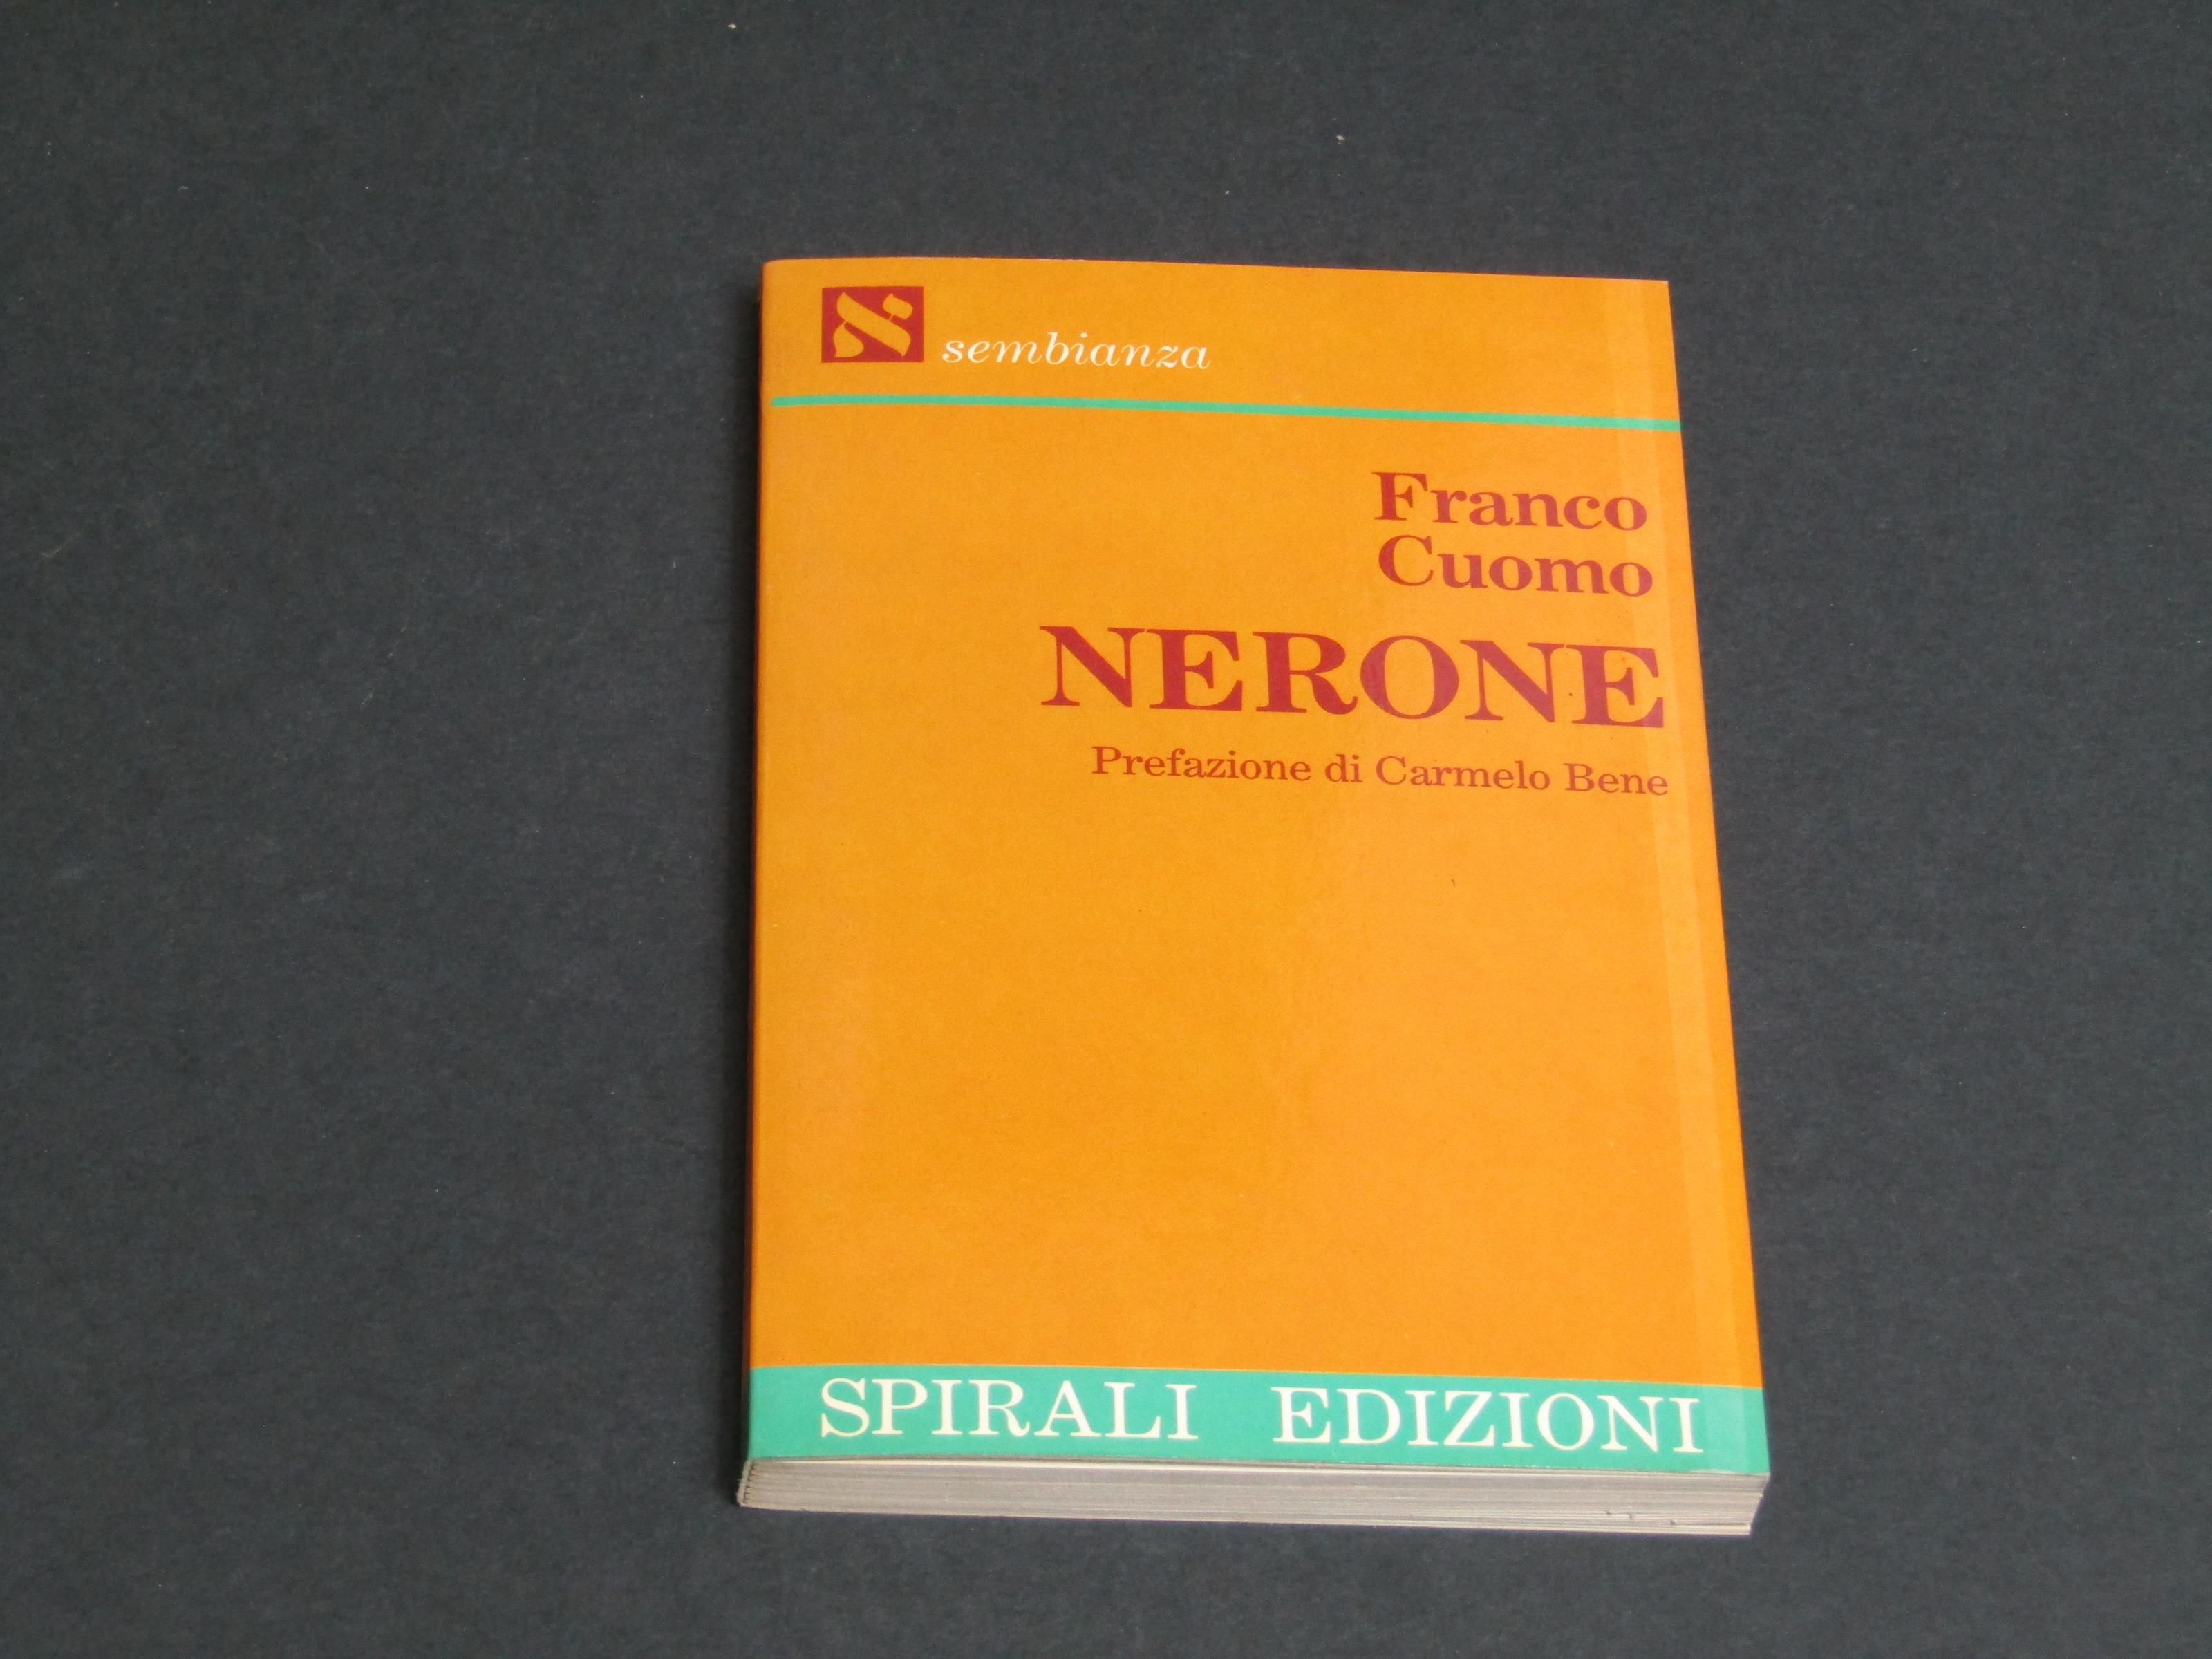 א sembianza
Franco
Cuomo
NERONE
Prefazione di Carmelo Bene
SPIRALI EDIZIONI